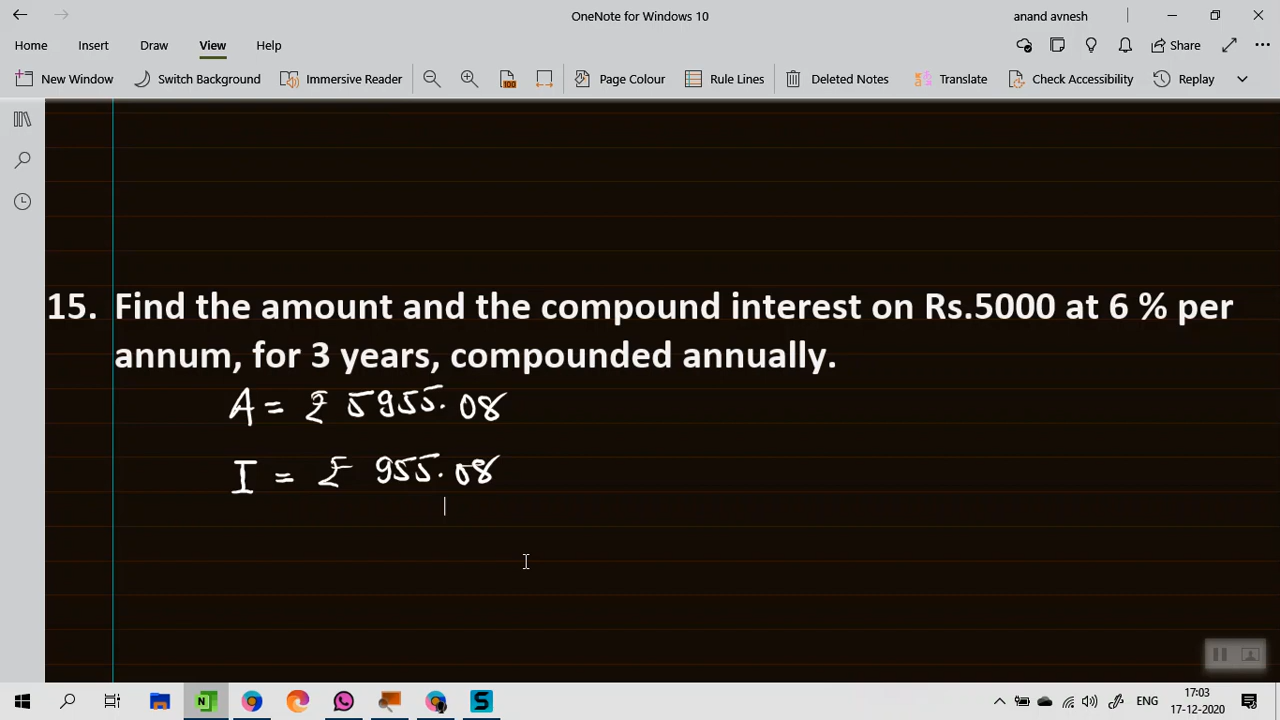 OneNote for Windows 10
anand avnesh
Home Insert Draw View Help
Share
New Window Switch Background Immersive Reader 100 Page Colour Rule Lines Deleted Notes Translate Check Accessibility Replay
15. Find the amount and the compound interest on Rs.5000 at 6 % per
annum, for 3 years, compounded annually.
A = ₹ 5955.08
I = ₹ 955.08
N S ENG 17:03
17-12-2020